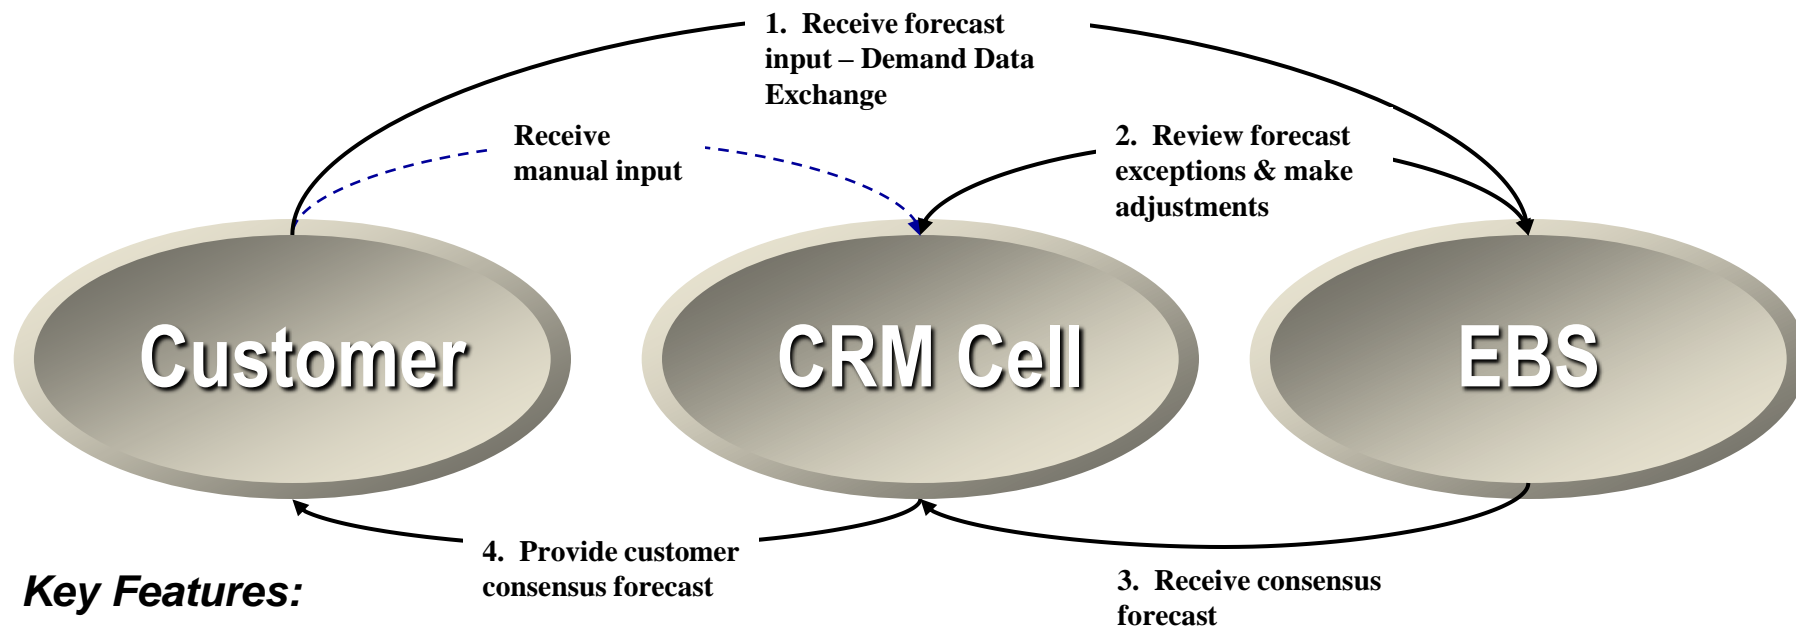 1. Receive forecast
input – Demand Data
Exchange
Receive
manual input
2. Review forecast
exceptions & make
adjustments
Customer
CRM Cell
EBS
4. Provide customer
consensus forecast
3. Receive consensus
forecast
Key Features: